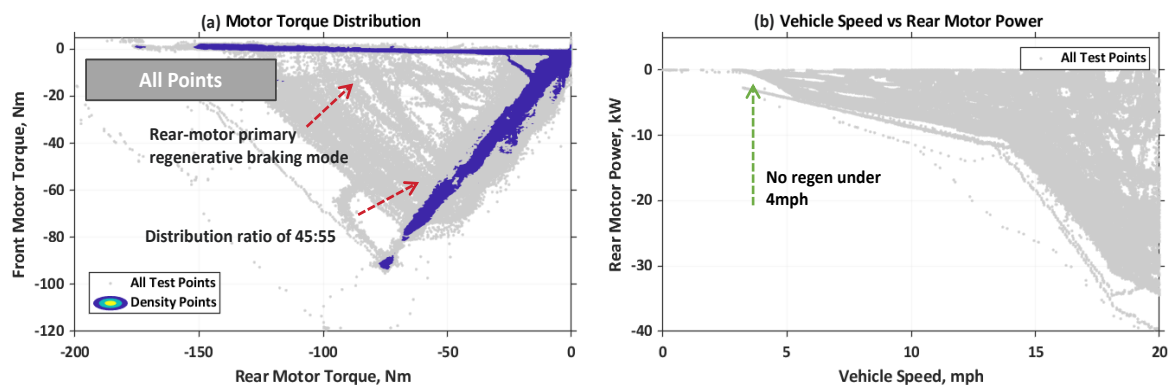 (a) Motor Torque Distribution
Front Motor Torque, Nm
0
-20
-40
-60
-80
-100
-120
All Points
Rear-motor primary
regenerative braking mode
Distribution ratio of 45:55
All Test Points
Density Points
-200
-150
-100
-50
0
Rear Motor Torque, Nm
(b) Vehicle Speed vs Rear Motor Power
Rear Motor Power, kW
0
-10
-20
-30
-40
All Test Points
No regen under
4mph
0
5
10
15
20
Vehicle Speed, mph